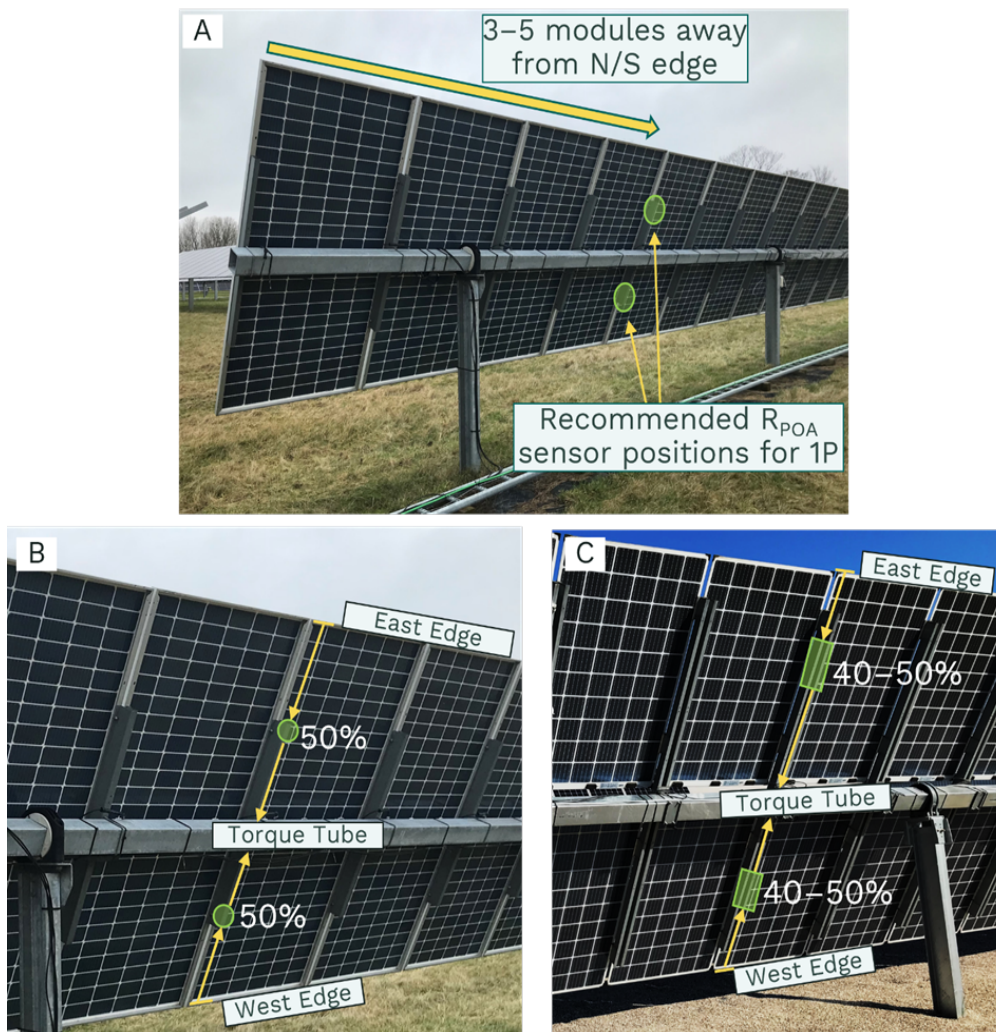 A
3–5 modules away
from N/S edge
Recommended R_POA
sensor positions for 1P
B
East Edge
50%
Torque Tube
50%
West Edge
C
East Edge
40–50%
Torque Tube
40–50%
West Edge